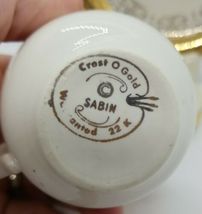 Crest O Gold
©
SABIN
Warranted 22 K